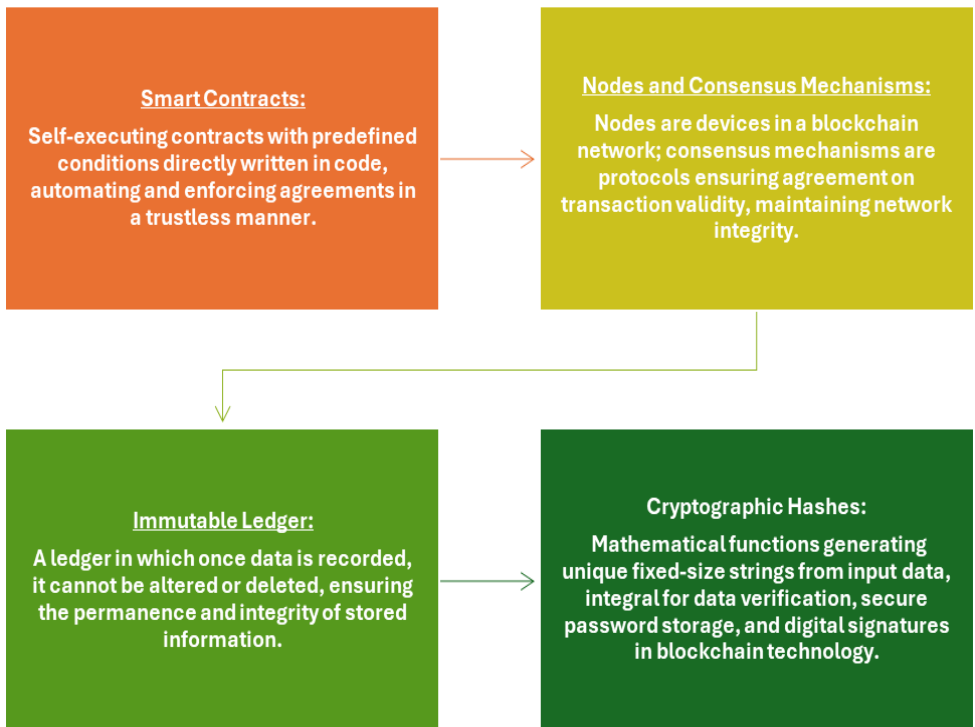 Smart Contracts:
Self-executing contracts with predefined
conditions directly written in code,
automating and enforcing agreements in
a trustless manner.
Nodes and Consensus Mechanisms:
Nodes are devices in a blockchain
network; consensus mechanisms are
protocols ensuring agreement on
transaction validity, maintaining network
integrity.
Immutable Ledger:
A ledger in which once data is recorded,
it cannot be altered or deleted, ensuring
the permanence and integrity of stored
information.
Cryptographic Hashes:
Mathematical functions generating
unique fixed-size strings from input data,
integral for data verification, secure
password storage, and digital signatures
in blockchain technology.